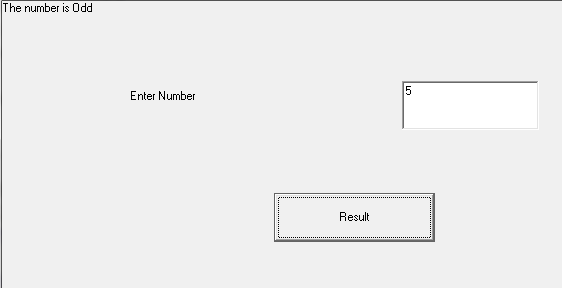 The number is Odd
Enter Number
5
Result